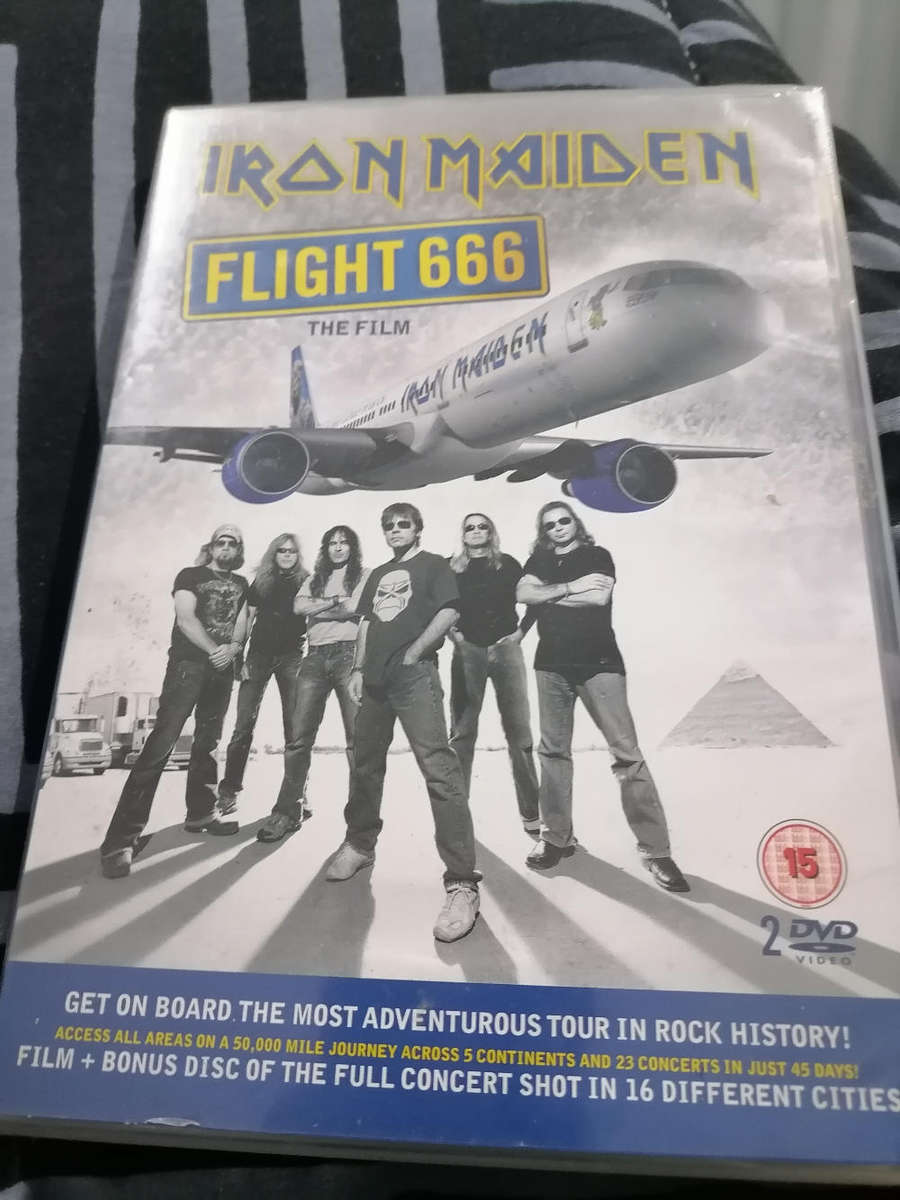 IRON MAIDEN
FLIGHT 666
THE FILM
IRON MAIDEN
15
2 DVD
VIDEO
GET ON BOARD THE MOST ADVENTUROUS TOUR IN ROCK HISTORY!
ACCESS ALL AREAS ON A 50,000 MILE JOURNEY ACROSS 5 CONTINENTS AND 23 CONCERTS IN JUST 45 DAYS!
FILM + BONUS DISC OF THE FULL CONCERT SHOT IN 16 DIFFERENT CITIES